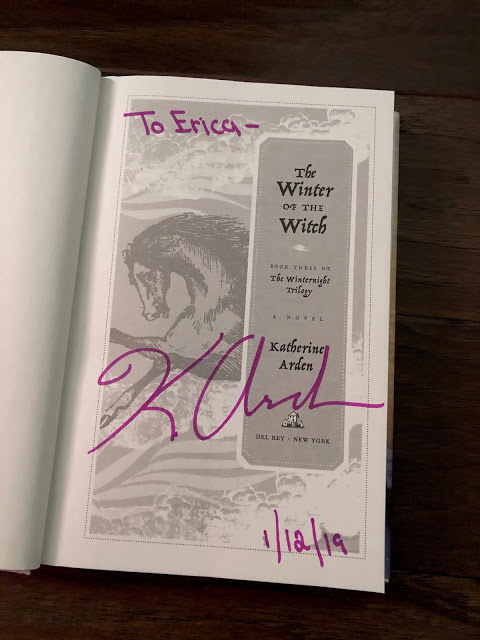 To Erica-
The
Winter
OF THE
Witch
BOOK THREE OF
The Winternight
Trilogy
A NOVEL
Katherine
Arden
K Arden
DEL REY · NEW YORK
1/12/19